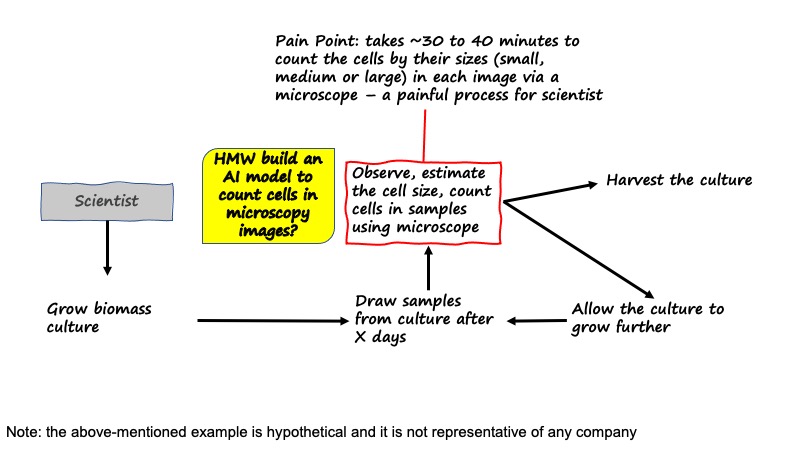 Pain Point: takes ~30 to 40 minutes to
count the cells by their sizes (small,
medium or large) in each image via a
microscope – a painful process for scientist
HMW build an
AI model to
count cells in
microscopy
images?
Observe, estimate
the cell size, count
cells in samples
using microscope
Harvest the culture
Scientist
Grow biomass
culture
Draw samples
from culture after
X days
Allow the culture to
grow further
Note: the above-mentioned example is hypothetical and it is not representative of any company